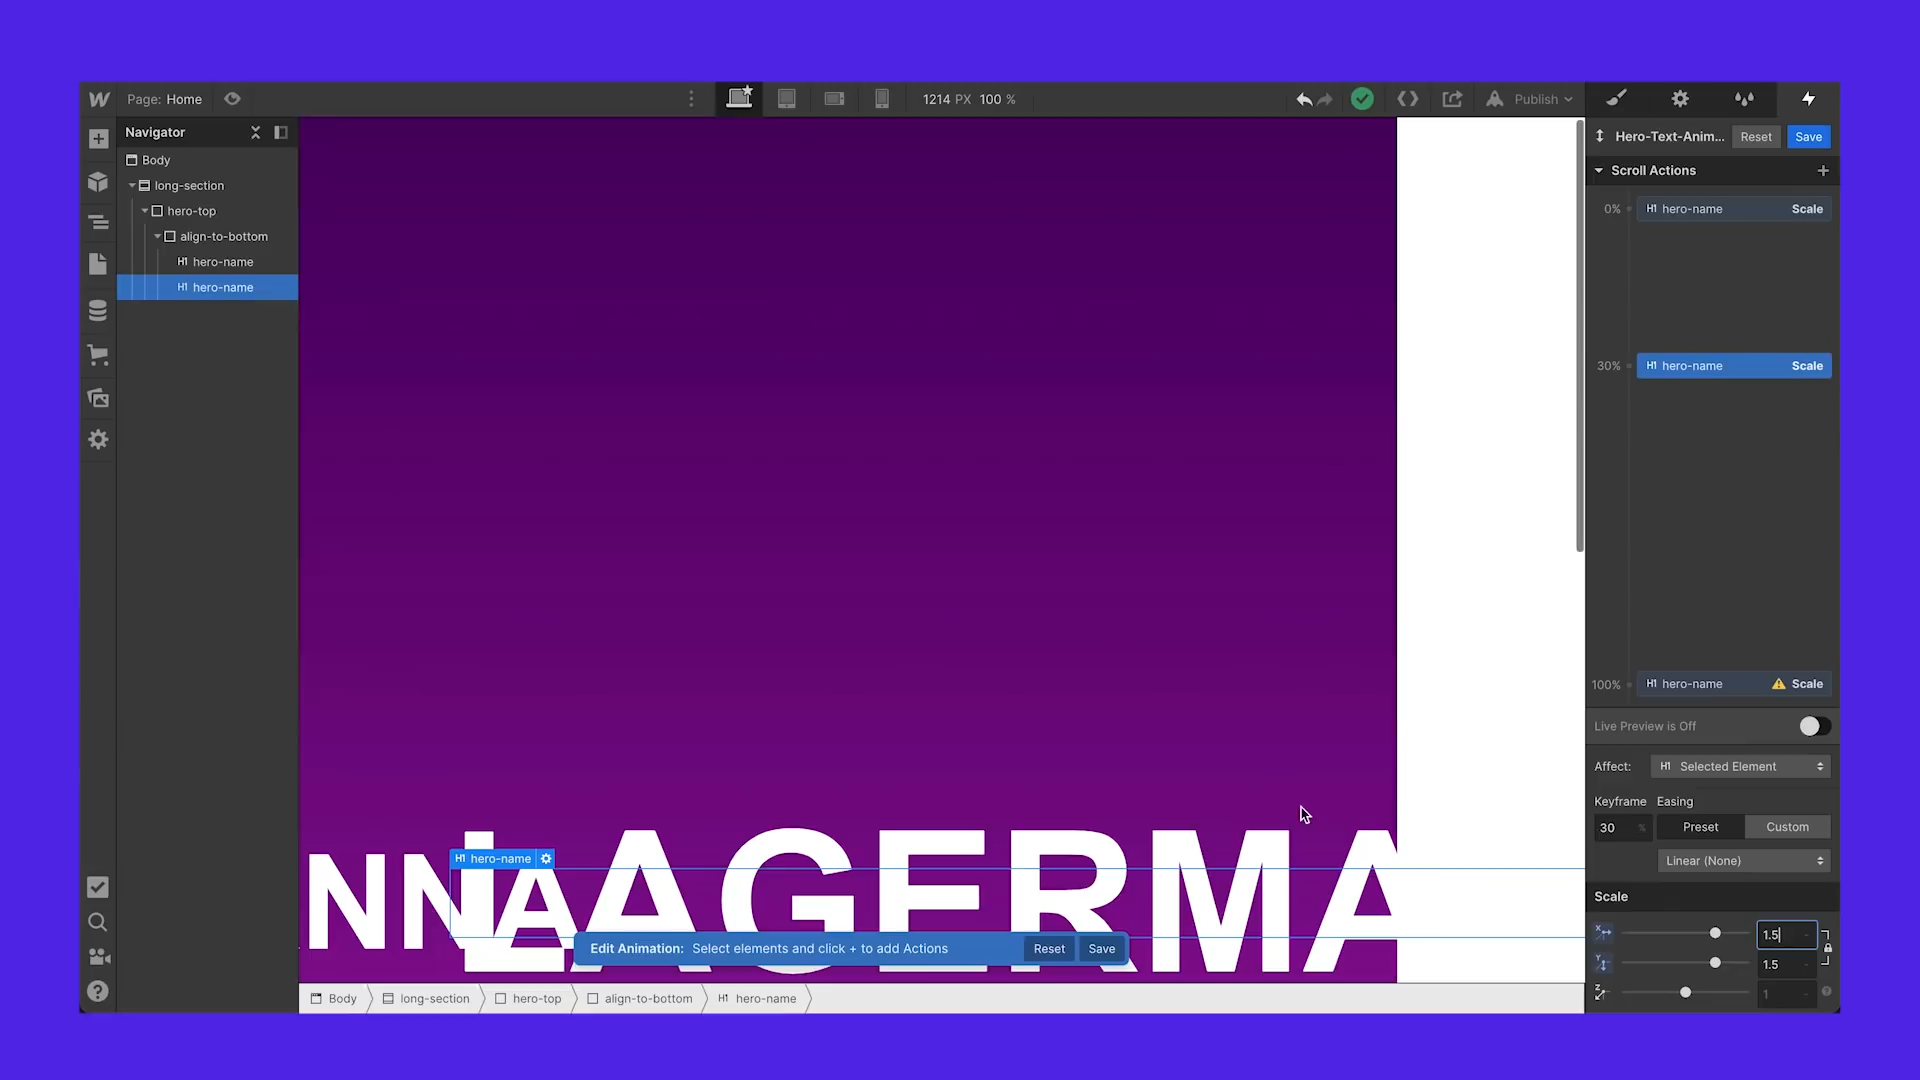 Page: Home
1214 PX 100 %
Publish
Navigator
Body
long-section
hero-top
align-to-bottom
H1 hero-name
H1 hero-name
Hero-Text-Anim... Reset Save
Scroll Actions
0% H1 hero-name Scale
30% H1 hero-name Scale
100% H1 hero-name Scale
Live Preview is Off
Affect: H1 Selected Element
Keyframe Easing
30 % Preset Custom
Linear (None)
Scale
X 1.5
Y 1.5
Z 1
H1 hero-name
NNA
LAGERMA
Edit Animation: Select elements and click + to add Actions Reset Save
Body long-section hero-top align-to-bottom H1 hero-name